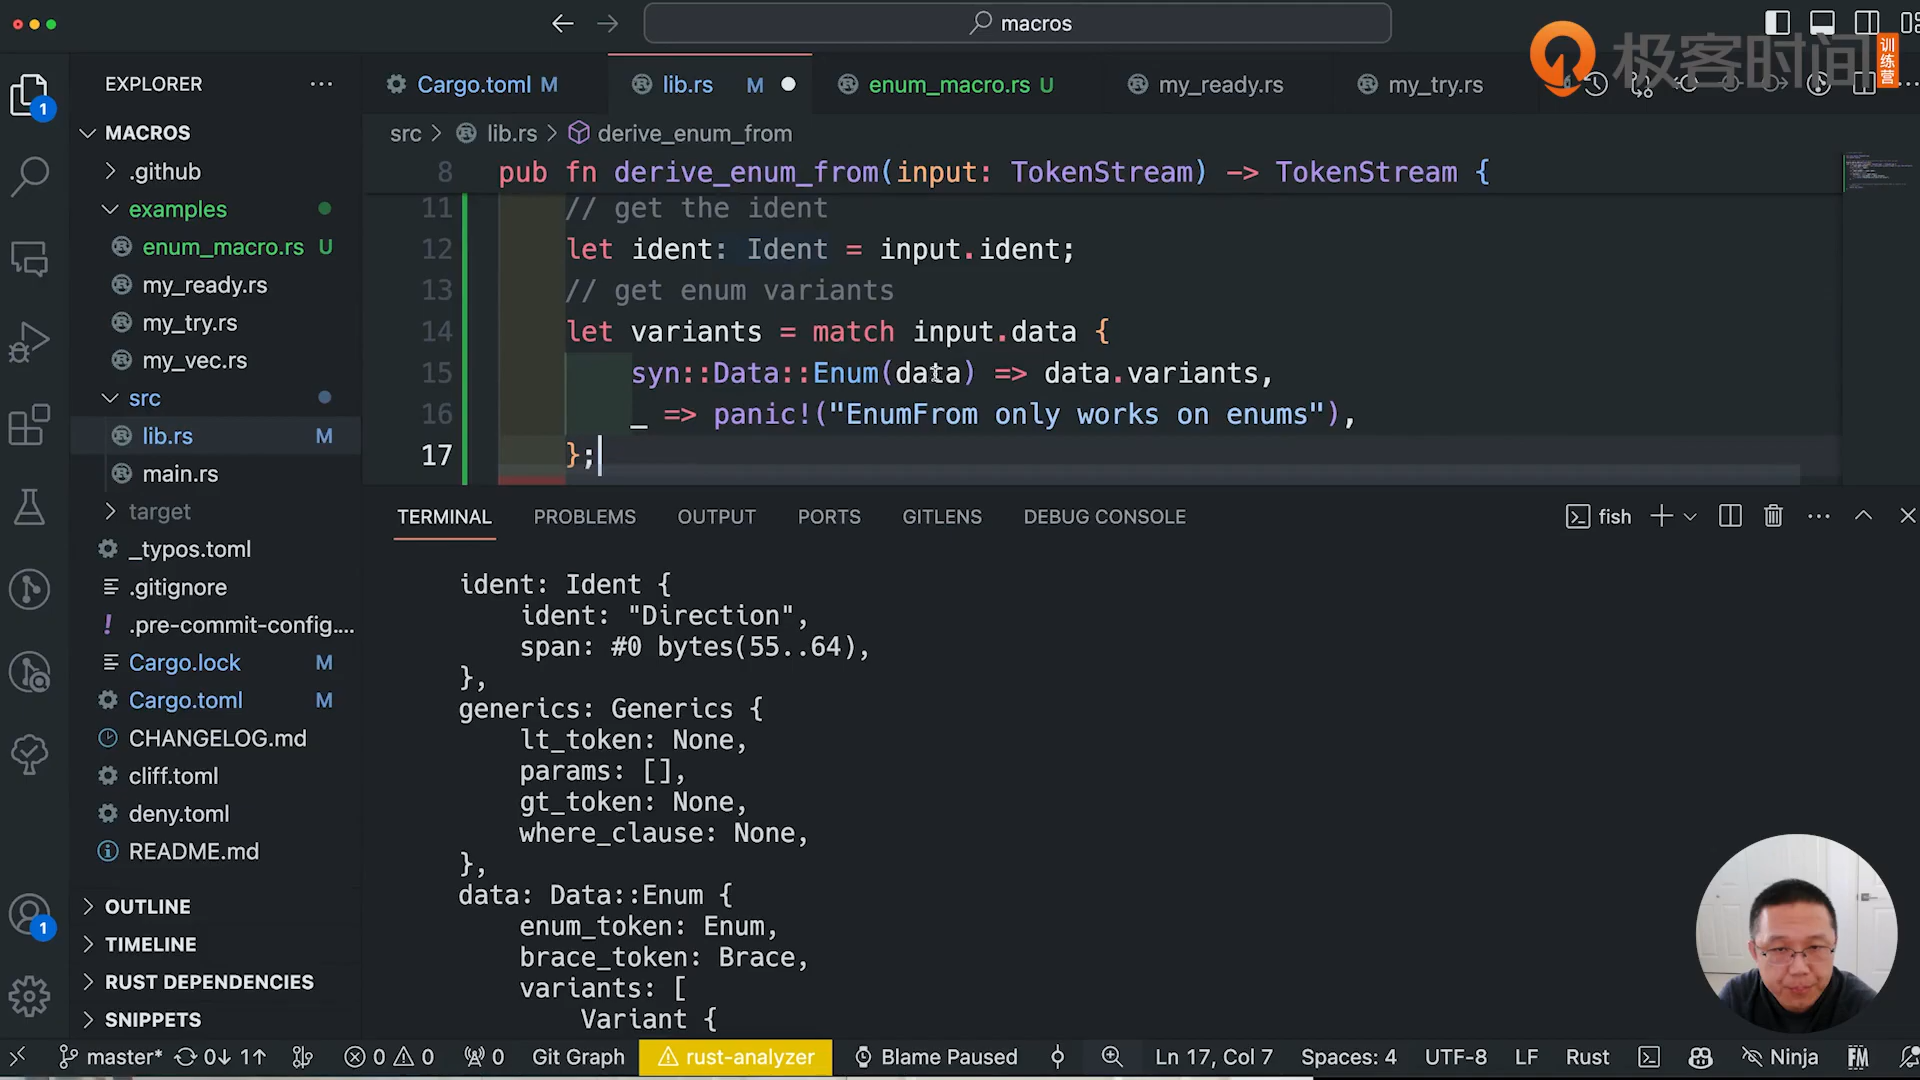 macros
极客时间
训练营
EXPLORER
Cargo.toml M
lib.rs M
enum_macro.rs U
my_ready.rs
my_try.rs
src > lib.rs > derive_enum_from
8 pub fn derive_enum_from(input: TokenStream) -> TokenStream {
11 // get the ident
12 let ident: Ident = input.ident;
13 // get enum variants
14 let variants = match input.data {
15 syn::Data::Enum(data) => data.variants,
16 _ => panic!("EnumFrom only works on enums"),
17 };
MACROS
.github
examples
enum_macro.rs U
my_ready.rs
my_try.rs
my_vec.rs
src
lib.rs M
main.rs
target
_typos.toml
.gitignore
.pre-commit-config....
Cargo.lock M
Cargo.toml M
CHANGELOG.md
cliff.toml
deny.toml
README.md
OUTLINE
TIMELINE
RUST DEPENDENCIES
SNIPPETS
1
1
TERMINAL PROBLEMS OUTPUT PORTS GITLENS DEBUG CONSOLE
fish
ident: Ident {
ident: "Direction",
span: #0 bytes(55..64),
},
generics: Generics {
lt_token: None,
params: [],
gt_token: None,
where_clause: None,
},
data: Data::Enum {
enum_token: Enum,
brace_token: Brace,
variants: [
Variant {
master* 0↓ 1↑ 0 0 0 Git Graph rust-analyzer Blame Paused Ln 17, Col 7 Spaces: 4 UTF-8 LF Rust Ninja FM